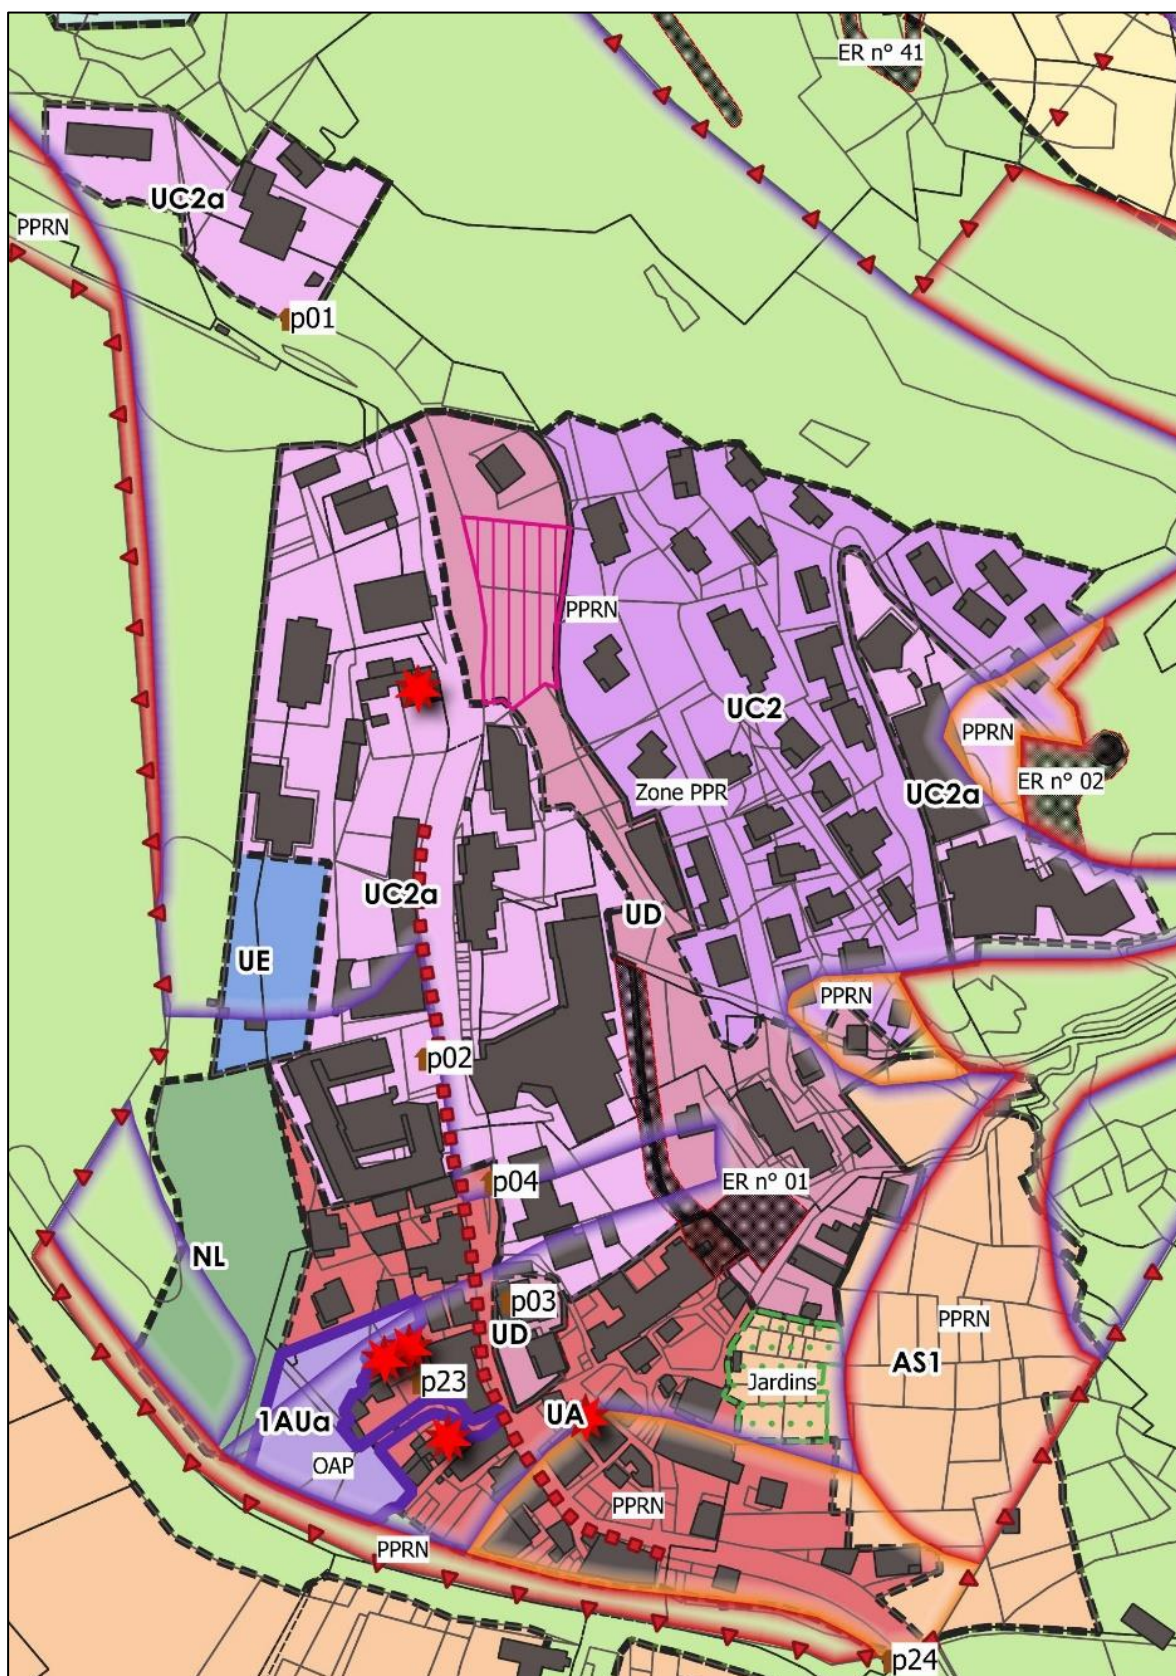 ER n° 41
UC2a
PPRN
p01
PPRN
UC2
PPRN
ER n° 02
Zone PPR
UC2a
UC2a
UD
UE
PPRN
p02
p04
ER n° 01
NL
p03
PPRN
UD
AS1
p23
Jardins
1AUa
UA
OAP
PPRN
PPRN
p24